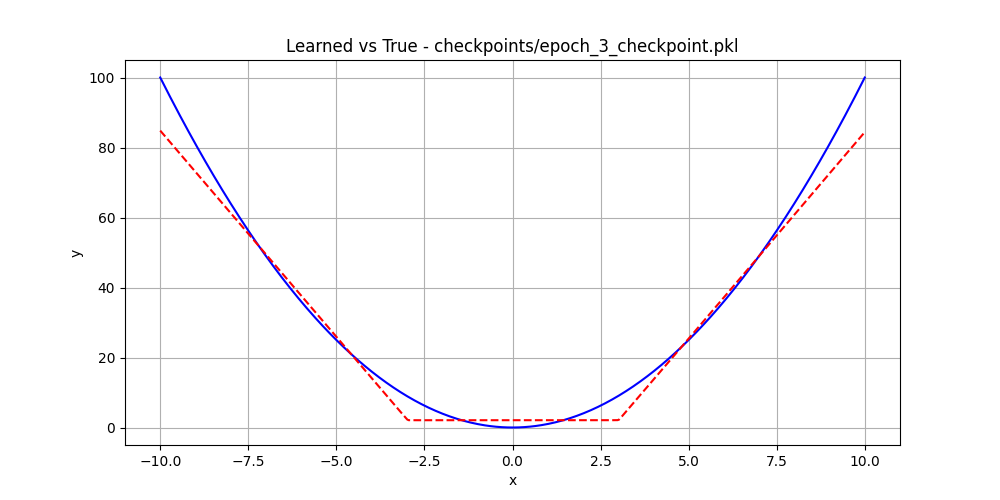 Learned vs True - checkpoints/epoch_3_checkpoint.pkl
100
80
60
40
20
0
y
−10.0 −7.5 −5.0 −2.5 0.0 2.5 5.0 7.5 10.0
x